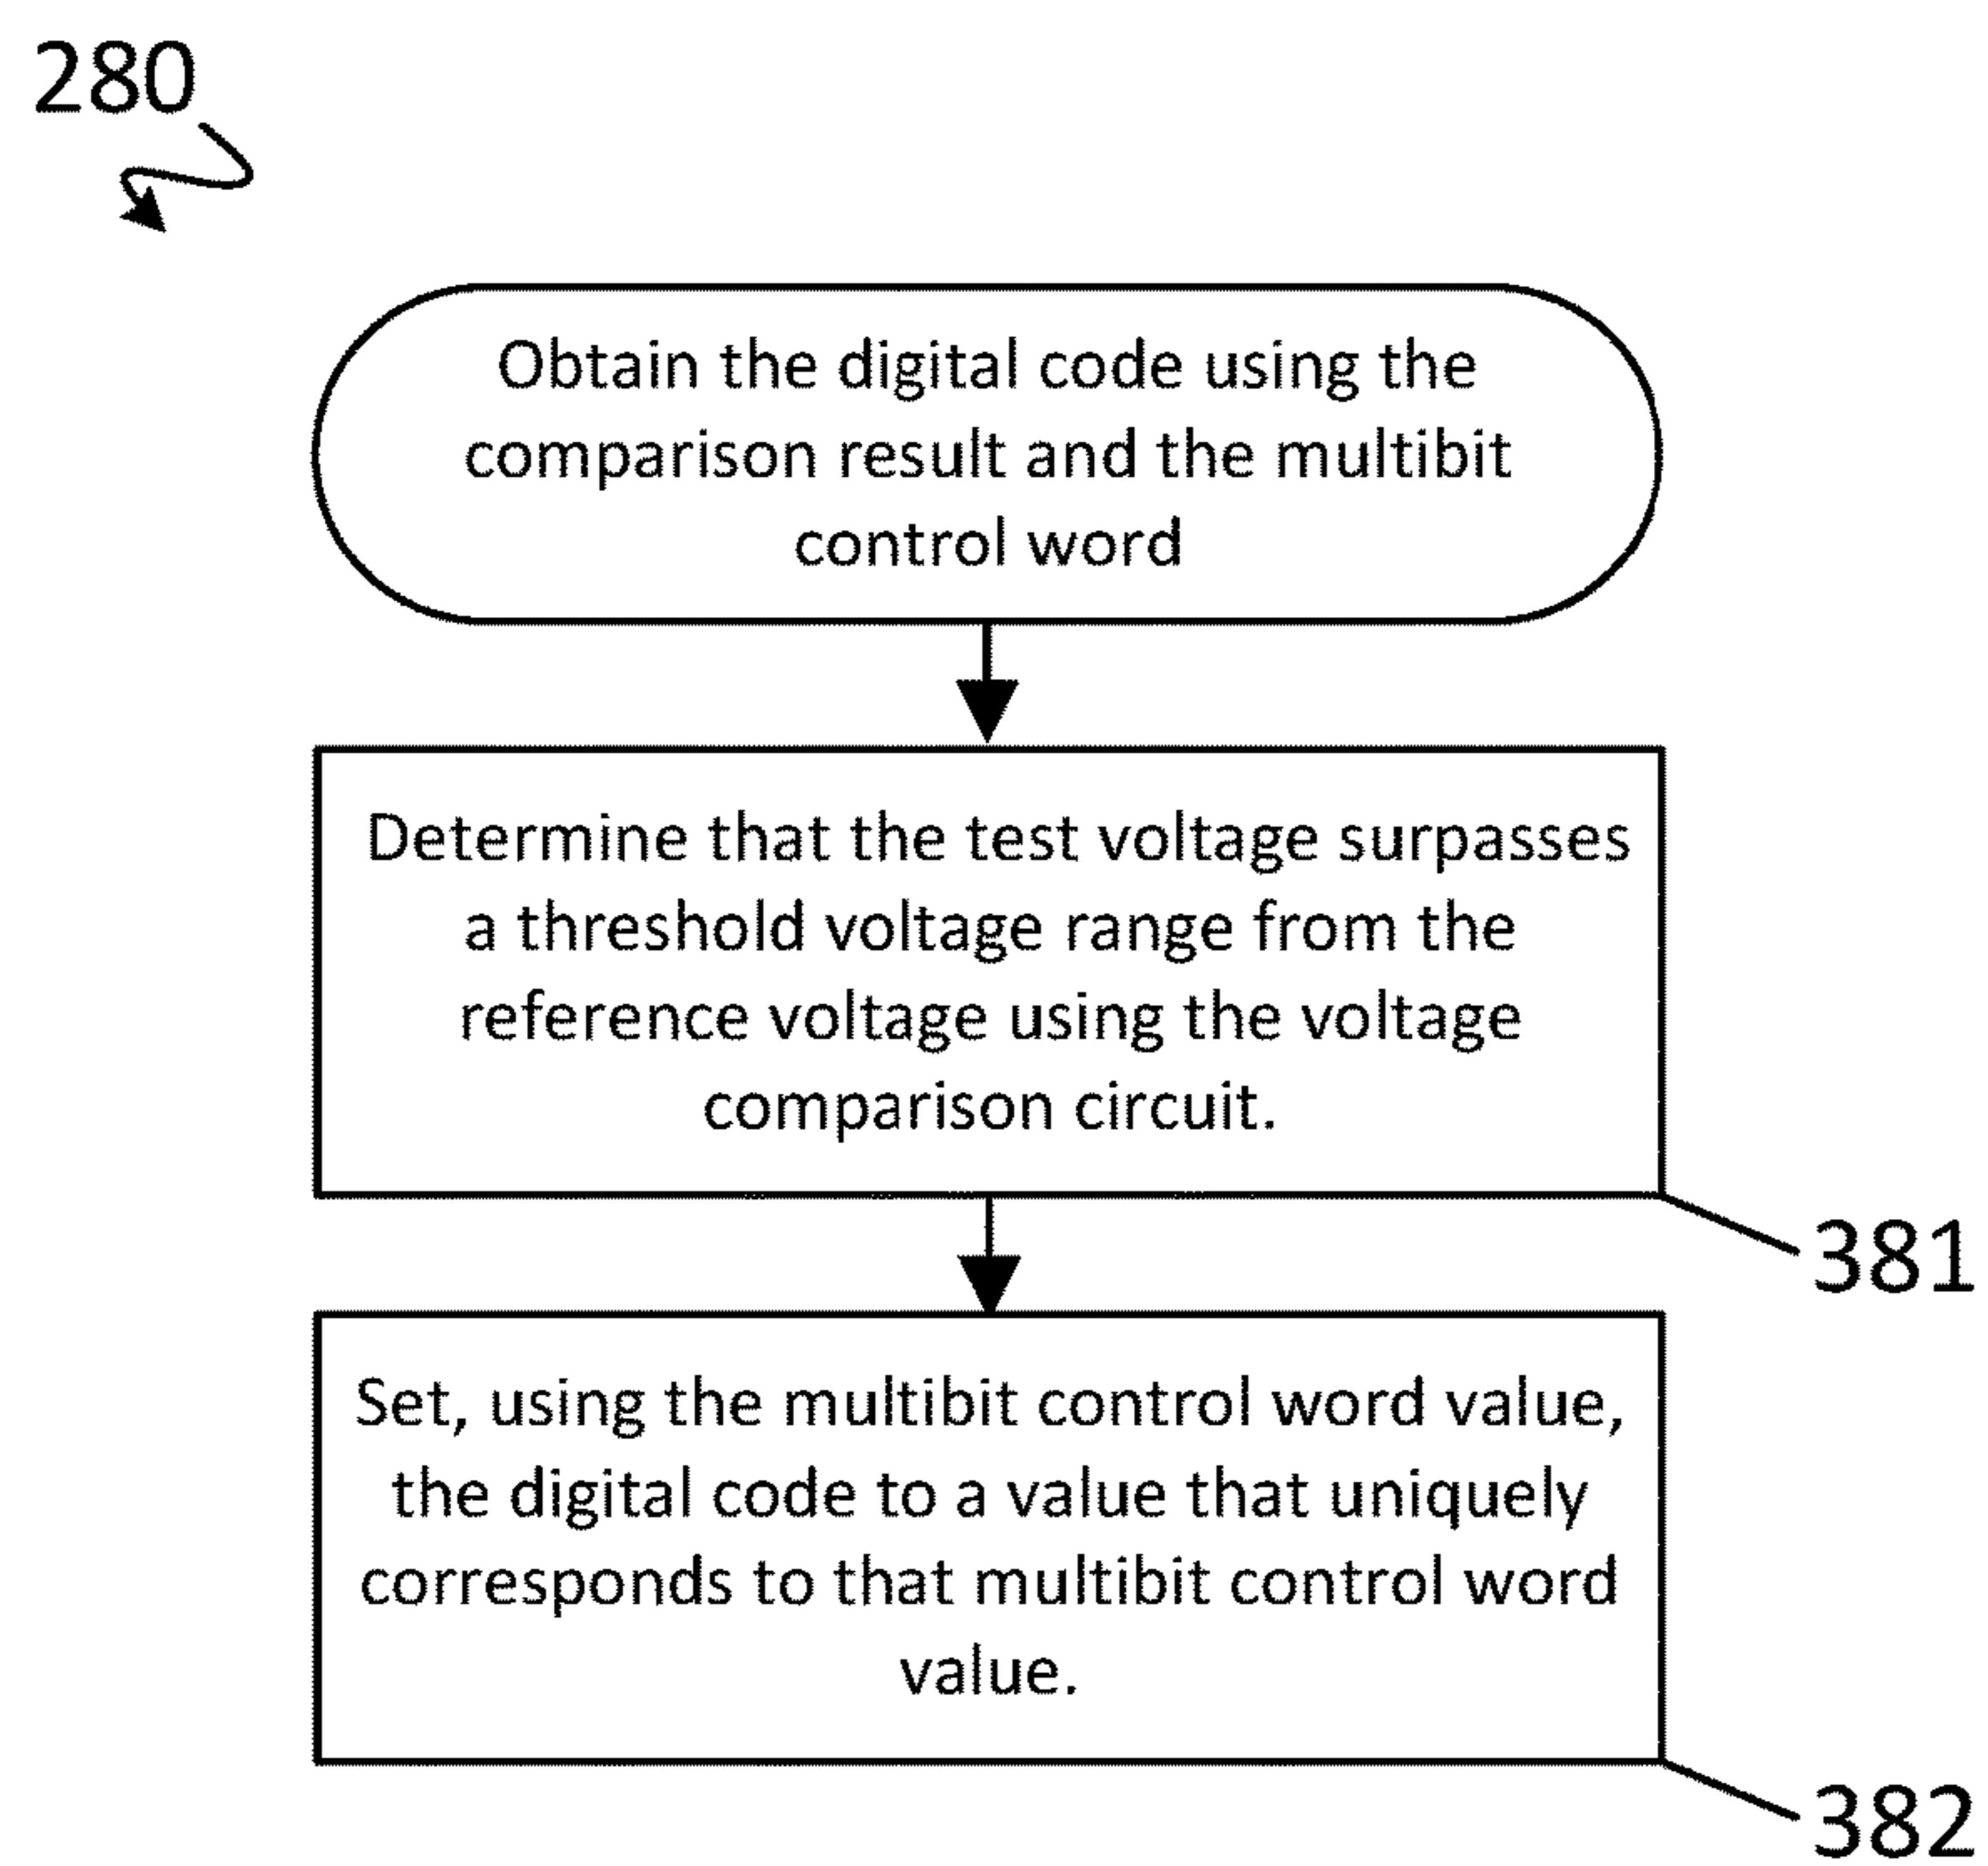 280
Obtain the digital code using the
comparison result and the multibit
control word
Determine that the test voltage surpasses
a threshold voltage range from the
reference voltage using the voltage
comparison circuit.
381
Set, using the multibit control word value,
the digital code to a value that uniquely
corresponds to that multibit control word
value.
382